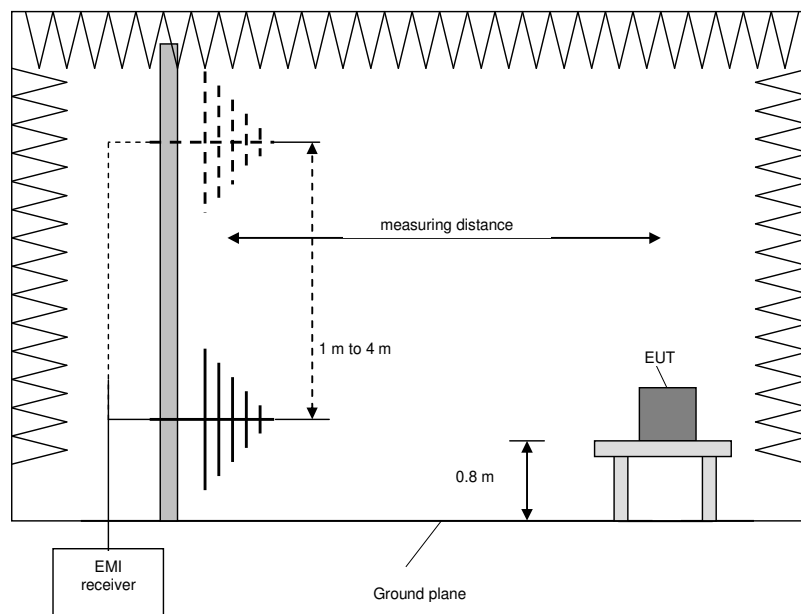 measuring distance
1 m to 4 m
EUT
0.8 m
EMI
receiver
Ground plane